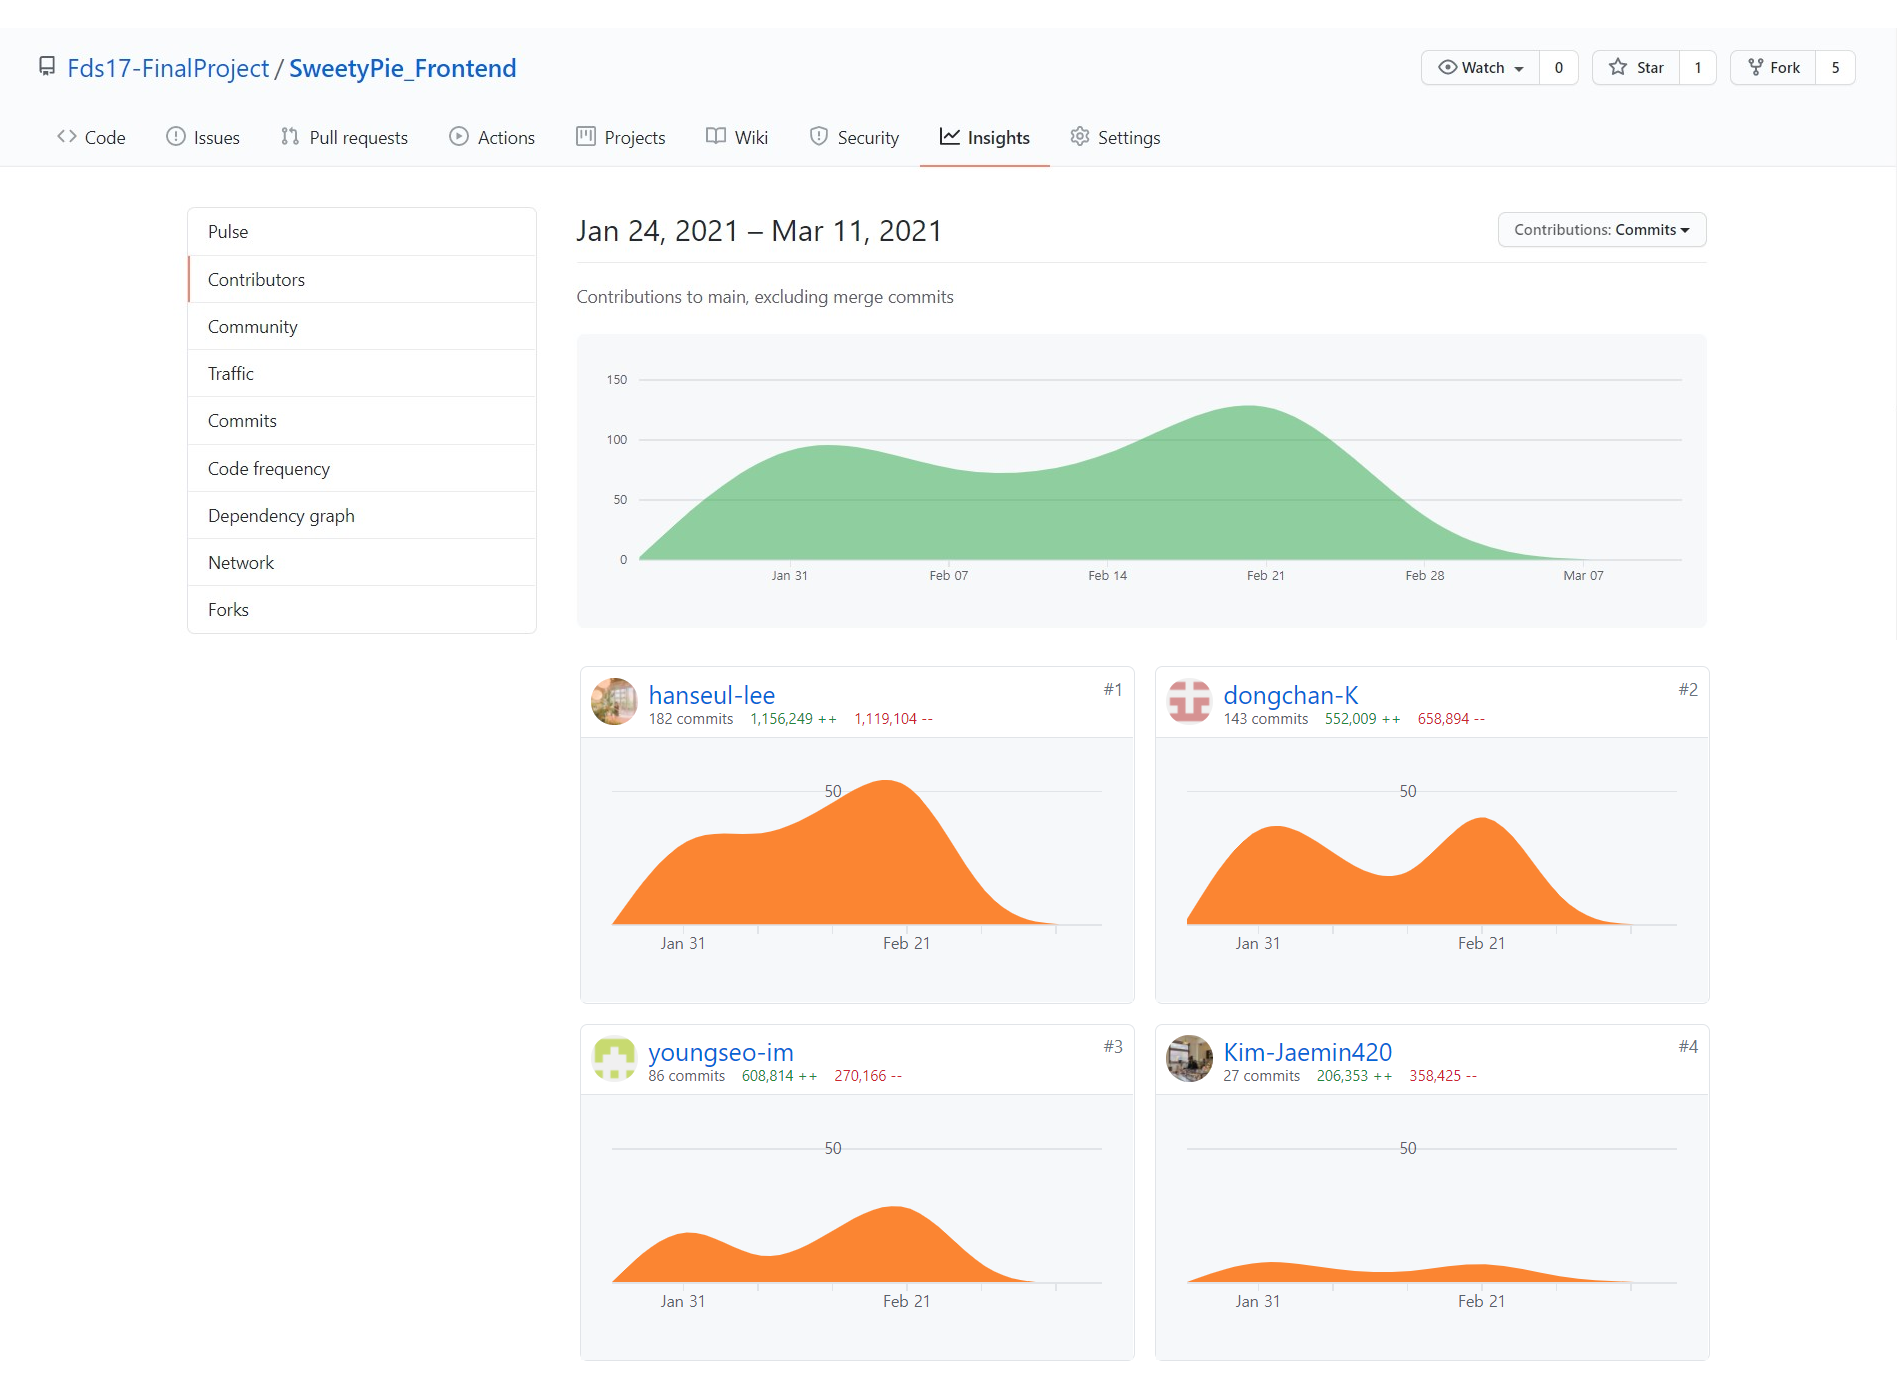 Fds17-FinalProject / SweetyPie_Frontend
Watch 0 Star 1 Fork 5
Code Issues Pull requests Actions Projects Wiki Security Insights Settings
Pulse
Contributors
Community
Traffic
Commits
Code frequency
Dependency graph
Network
Forks
Jan 24, 2021 – Mar 11, 2021
Contributions: Commits
Contributions to main, excluding merge commits
150
100
50
0
Jan 31 Feb 07 Feb 14 Feb 21 Feb 28 Mar 07
hanseul-lee #1
182 commits 1,156,249 ++ 1,119,104 --
50
Jan 31 Feb 21
dongchan-K #2
143 commits 552,009 ++ 658,894 --
50
Jan 31 Feb 21
youngseo-im #3
86 commits 608,814 ++ 270,166 --
50
Jan 31 Feb 21
Kim-Jaemin420 #4
27 commits 206,353 ++ 358,425 --
50
Jan 31 Feb 21